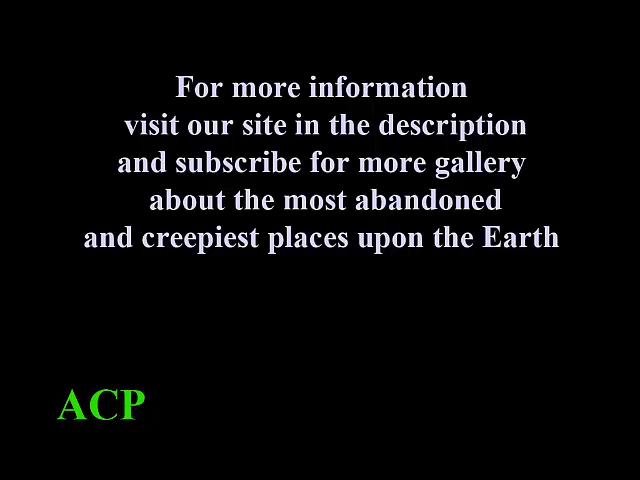 For more information
visit our site in the description
and subscribe for more gallery
about the most abandoned
and creepiest places upon the Earth
ACP